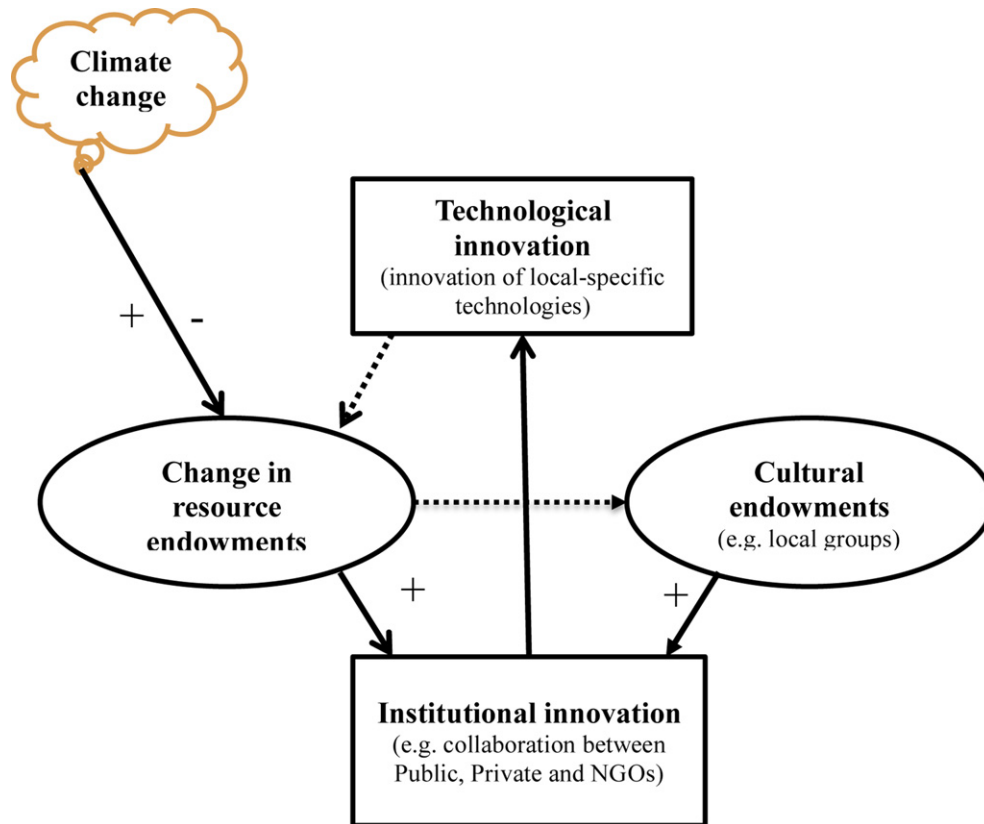 Climate
change
Technological
innovation
(innovation of local-specific
technologies)
+ -
Change in
resource
endowments
Cultural
endowments
(e.g. local groups)
+
+
Institutional innovation
(e.g. collaboration between
Public, Private and NGOs)